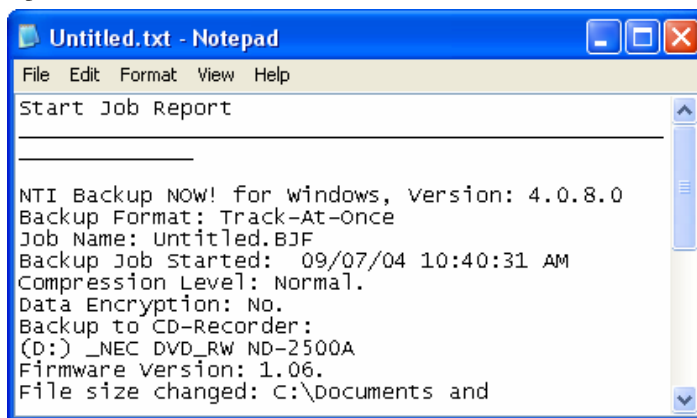 Untitled.txt - Notepad
File Edit Format View Help
Start Job Report
NTI Backup NOW! for Windows, Version: 4.0.8.0
Backup Format: Track-At-Once
Job Name: Untitled.BJF
Backup Job Started:  09/07/04 10:40:31 AM
Compression Level: Normal.
Data Encryption: No.
Backup to CD-Recorder:
(D:) _NEC DVD_RW ND-2500A
Firmware Version: 1.06.
File size changed: C:\Documents and